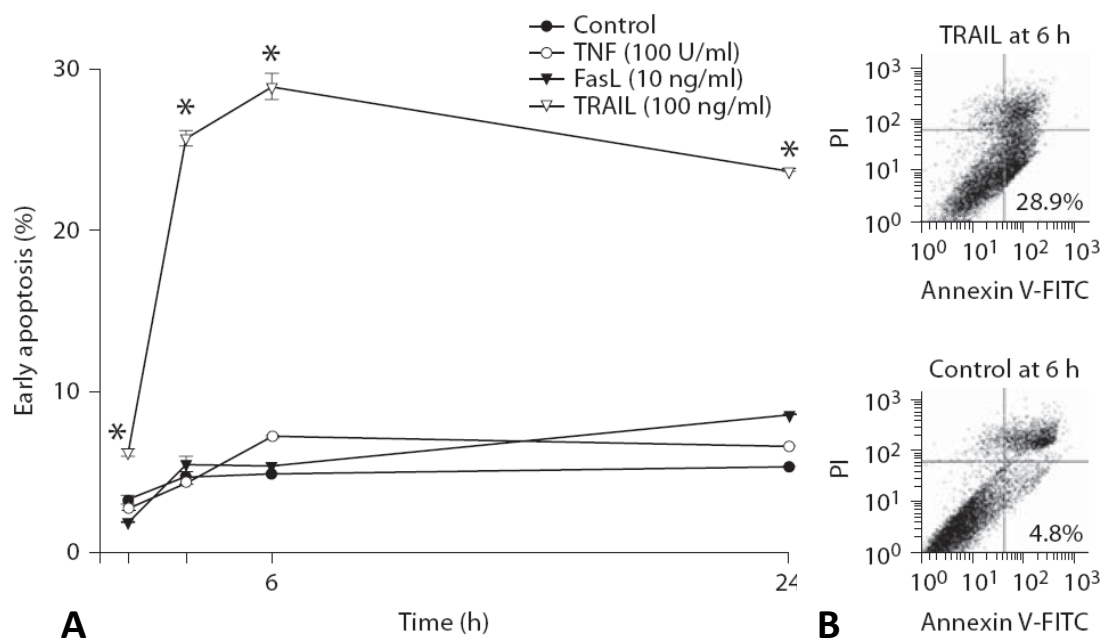 Control
TNF (100 U/ml)
FasL (10 ng/ml)
TRAIL (100 ng/ml)
*
*
*
*
30
20
10
0
6
24
Early apoptosis (%)
Time (h)
A
TRAIL at 6 h
10³
10²
10¹
10⁰
PI
28.9%
10⁰ 10¹ 10² 10³
Annexin V-FITC
Control at 6 h
10³
10²
10¹
10⁰
PI
4.8%
10⁰ 10¹ 10² 10³
Annexin V-FITC
B